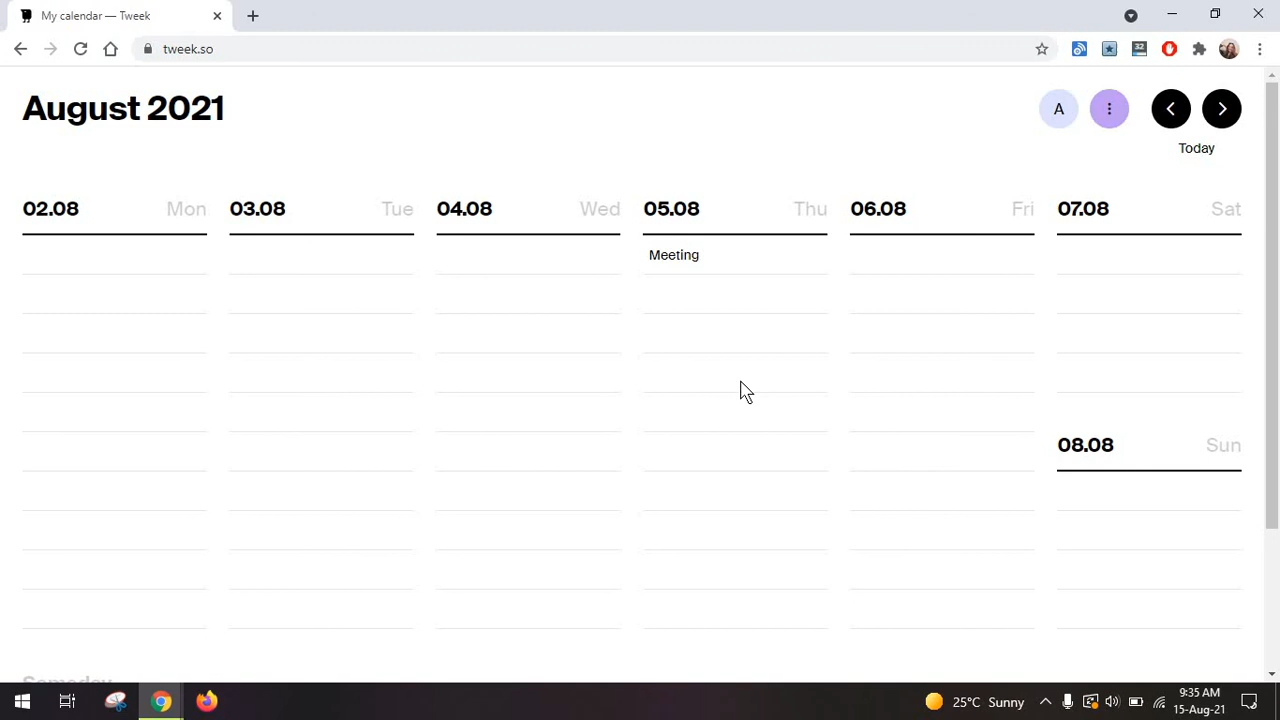 My calendar — Tweek
tweek.so
32
August 2021
A
Today
02.08 Mon
03.08 Tue
04.08 Wed
05.08 Thu
06.08 Fri
07.08 Sat
Meeting
08.08 Sun
Someday
25°C Sunny
9:35 AM
15-Aug-21